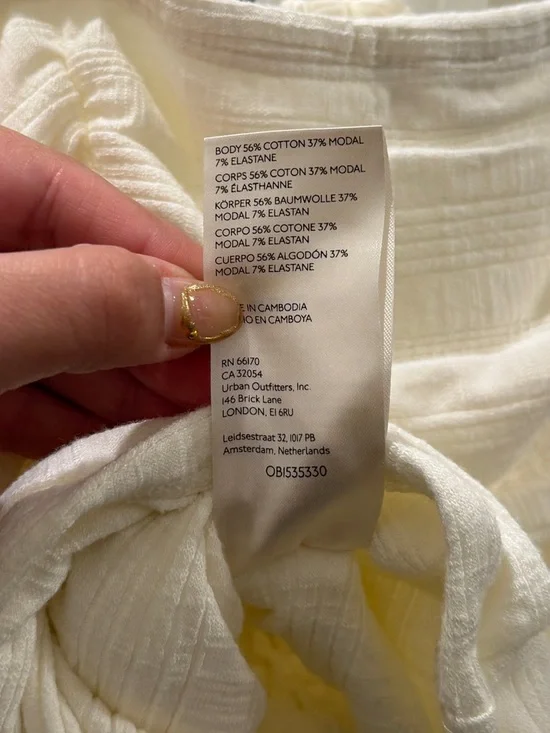 BODY 56% COTTON 37% MODAL
7% ELASTANE
CORPS 56% COTON 37% MODAL
7% ÉLASTHANNE
KÖRPER 56% BAUMWOLLE 37%
MODAL 7% ELASTAN
CORPO 56% COTONE 37%
MODAL 7% ELASTAN
CUERPO 56% ALGODÓN 37%
MODAL 7% ELASTANE
IN CAMBODIA
EN CAMBOYA
RN 66170
CA 32054
Urban Outfitters, Inc.
146 Brick Lane
LONDON, E1 6RU
Leidsestraat 32, 1017 PB
Amsterdam, Netherlands
OB1535330